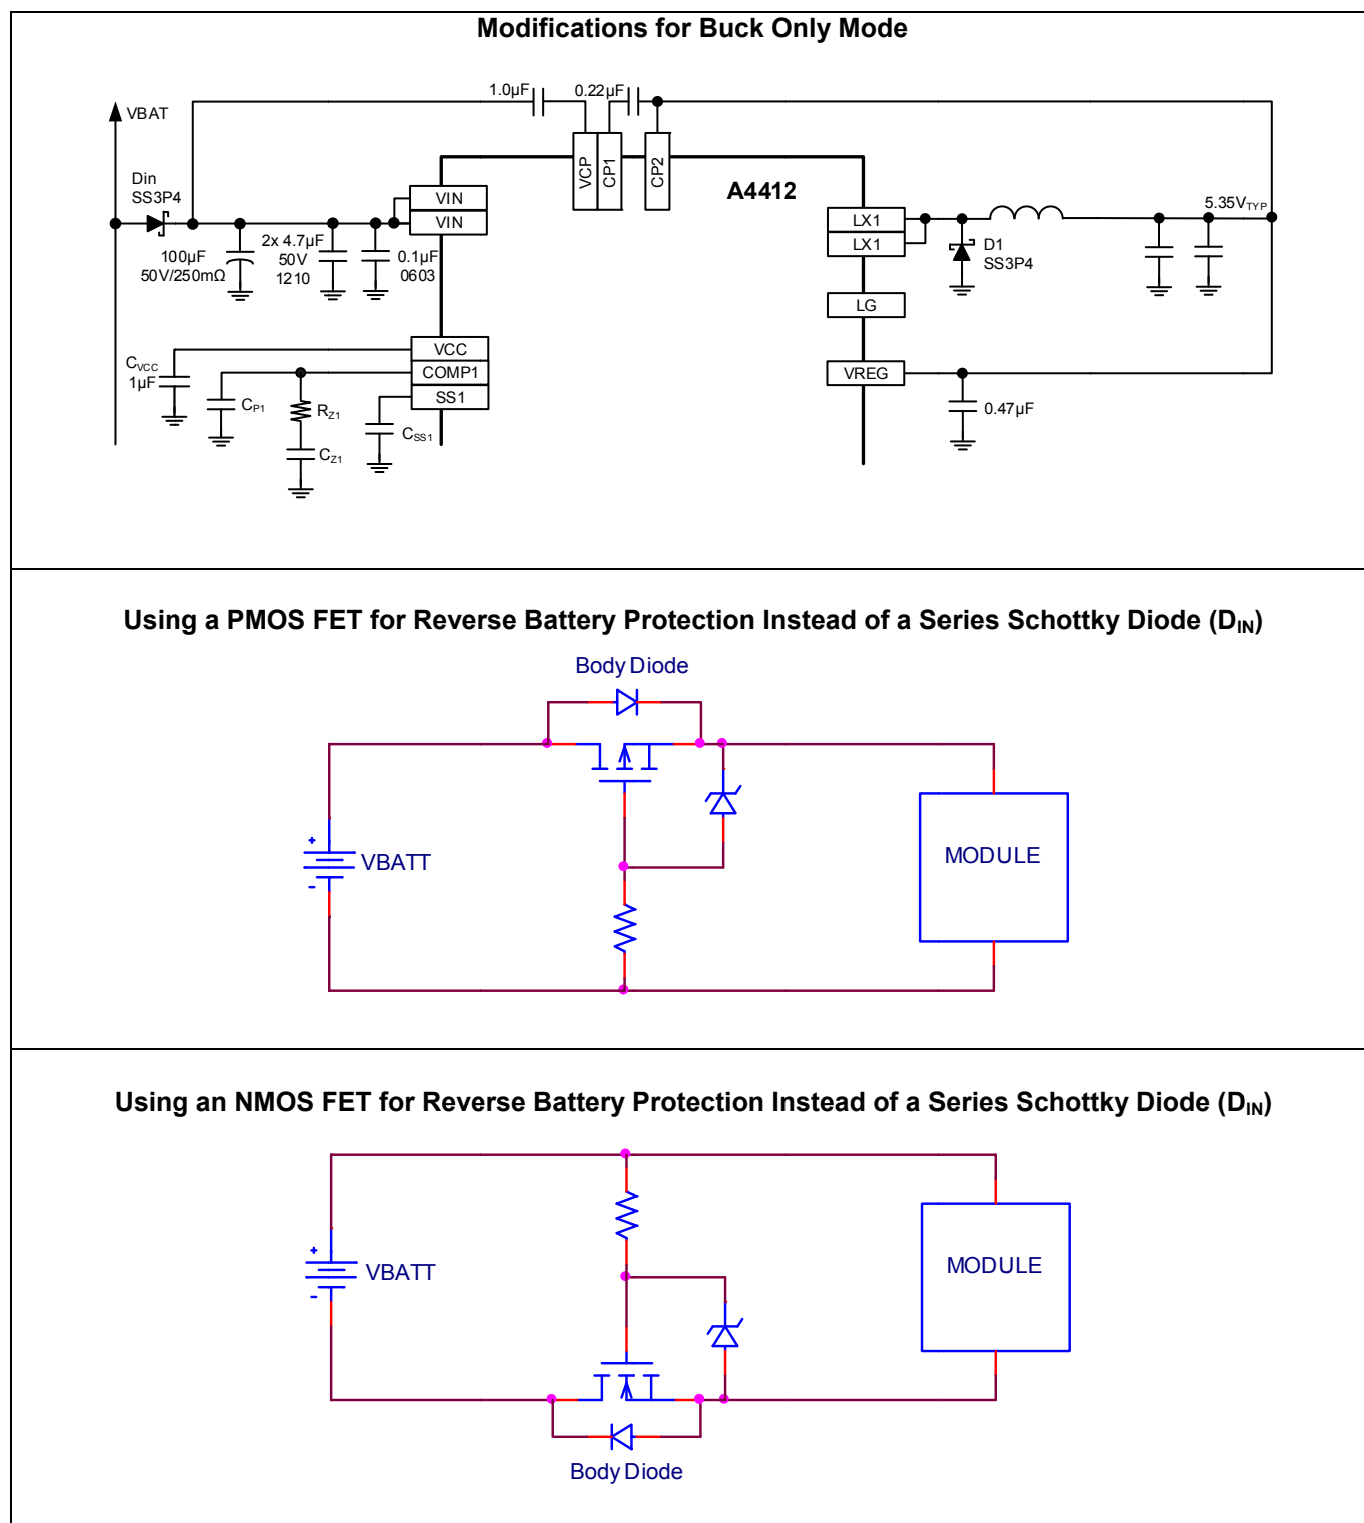 Modifications for Buck Only Mode
1.0µF
0.22µF
VBAT
VCP
CP1
CP2
A4412
Din
SS3P4
VIN
VIN
LX1
LX1
5.35VTYP
100µF
50V/250mΩ
2x 4.7µF
50V
1210
0.1µF
0603
D1
SS3P4
LG
VCC
COMP1
SS1
VREG
CVCC
1µF
CP1
RZ1
CSS1
CZ1
0.47µF
Using a PMOS FET for Reverse Battery Protection Instead of a Series Schottky Diode (DIN)
Body Diode
+
VBATT
-
MODULE
Using an NMOS FET for Reverse Battery Protection Instead of a Series Schottky Diode (DIN)
+
VBATT
-
MODULE
Body Diode